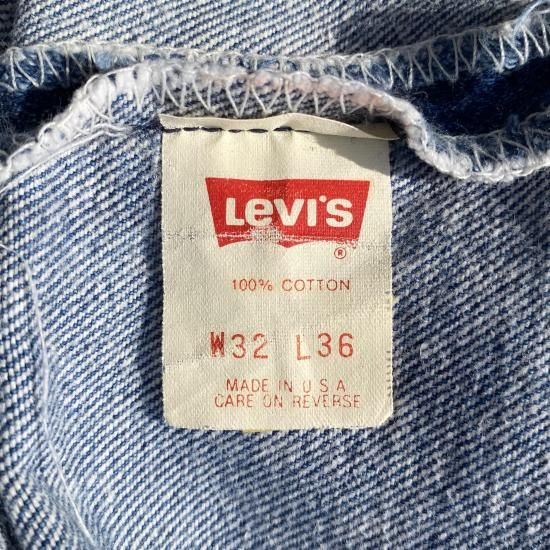 Levi's
®
100% COTTON
W32 L36
MADE IN U S A
CARE ON REVERSE